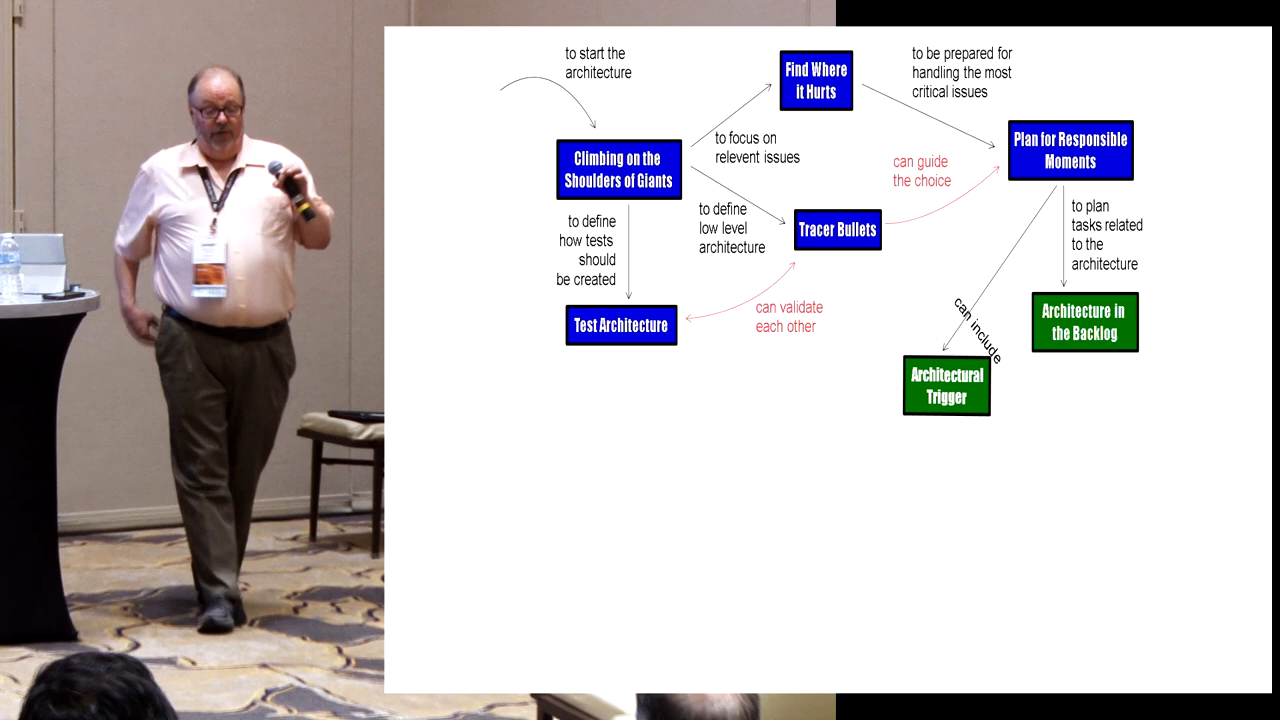 to start the
architecture
Find Where
it Hurts
to be prepared for
handling the most
critical issues
Climbing on the
Shoulders of Giants
to focus on
relevent issues
can guide
the choice
Plan for Responsible
Moments
to define
how tests
should
be created
to define
low level
architecture
Tracer Bullets
to plan
tasks related
to the
architecture
Test Architecture
can validate
each other
can include
Architecture in
the Backlog
Architectural
Trigger